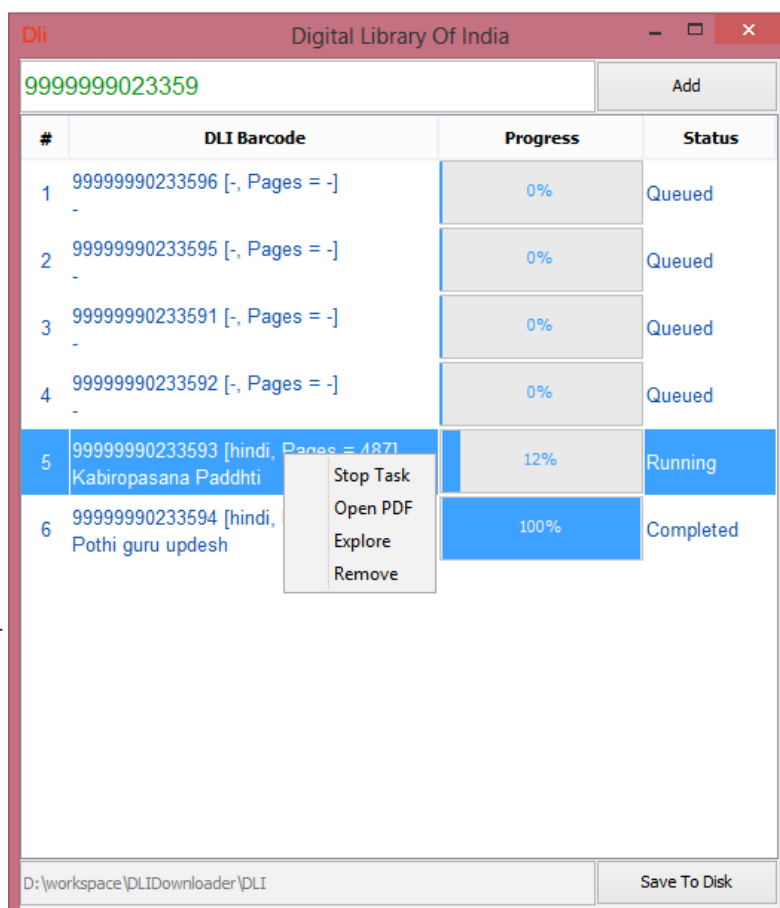 Dli Digital Library Of India
9999999023359 Add
# DLI Barcode Progress Status
1 99999990233596 [-, Pages = -] 0% Queued
-
2 99999990233595 [-, Pages = -] 0% Queued
-
3 99999990233591 [-, Pages = -] 0% Queued
-
4 99999990233592 [-, Pages = -] 0% Queued
-
5 99999990233593 [hindi, Pages = 487] 12% Running
Kabiropasana Paddhti
Stop Task
Open PDF
Explore
Remove
6 99999990233594 [hindi, 100% Completed
Pothi guru updesh
D:\workspace\DLIDownloader\DLI Save To Disk